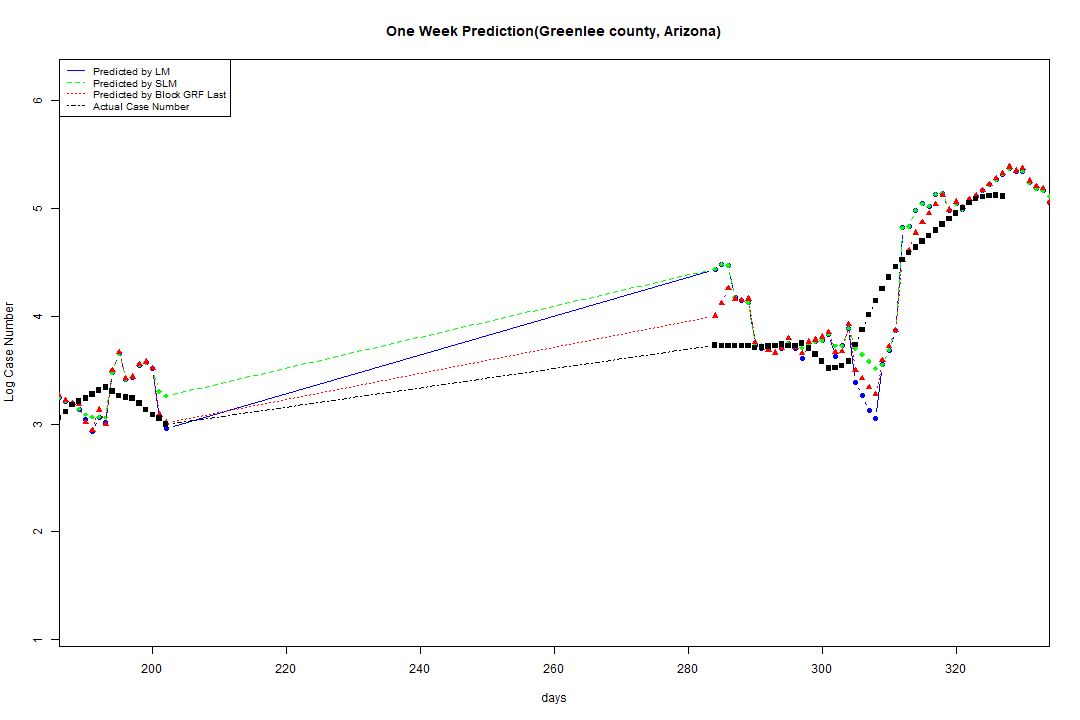 One Week Prediction(Greenlee county, Arizona)
Predicted by LM
Predicted by SLM
Predicted by Block GRF Last
Actual Case Number
6
5
4
3
2
1
Log Case Number
200 220 240 260 280 300 320
days